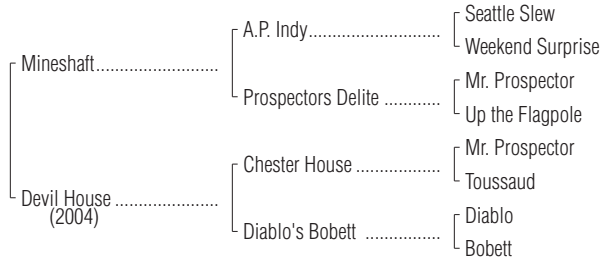 Seattle Slew
A.P. Indy..............................
Weekend Surprise
Mineshaft............................
Mr. Prospector
Prospectors Delite .............
Up the Flagpole
Mr. Prospector
Chester House ...................
Toussaud
Devil House .......................
(2004)
Diablo
Diablo's Bobett .................
Bobett